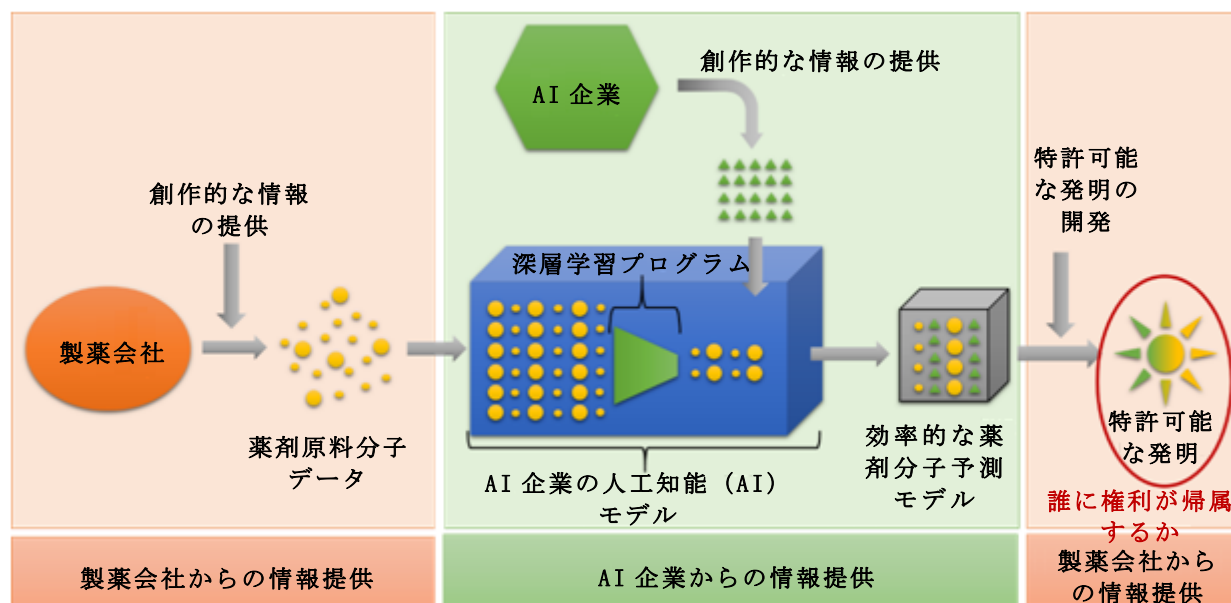 創作的な情報
の提供
製薬会社
薬剤原料分子
データ
製薬会社からの情報提供
AI 企業
創作的な情報の提供
深層学習プログラム
AI 企業の人工知能（AI）
モデル
効率的な薬
剤分子予測
モデル
AI 企業からの情報提供
特許可能
な発明の
開発
特許可能
な発明
誰に権利が帰属
するか
製薬会社から
の情報提供